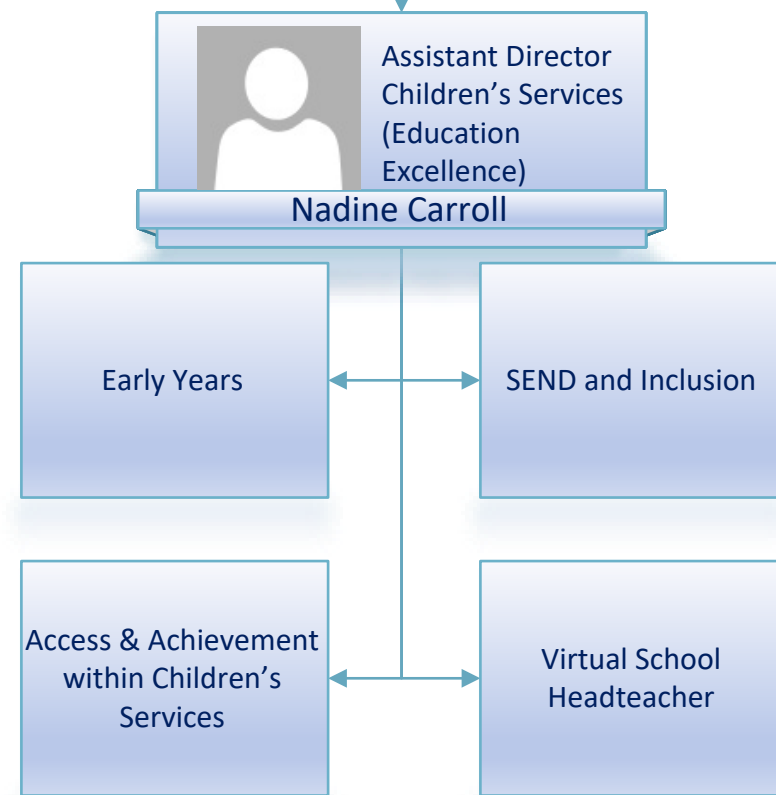 Assistant Director
Children’s Services
(Education
Excellence)
Nadine Carroll
Early Years
SEND and Inclusion
Access & Achievement
within Children’s
Services
Virtual School
Headteacher